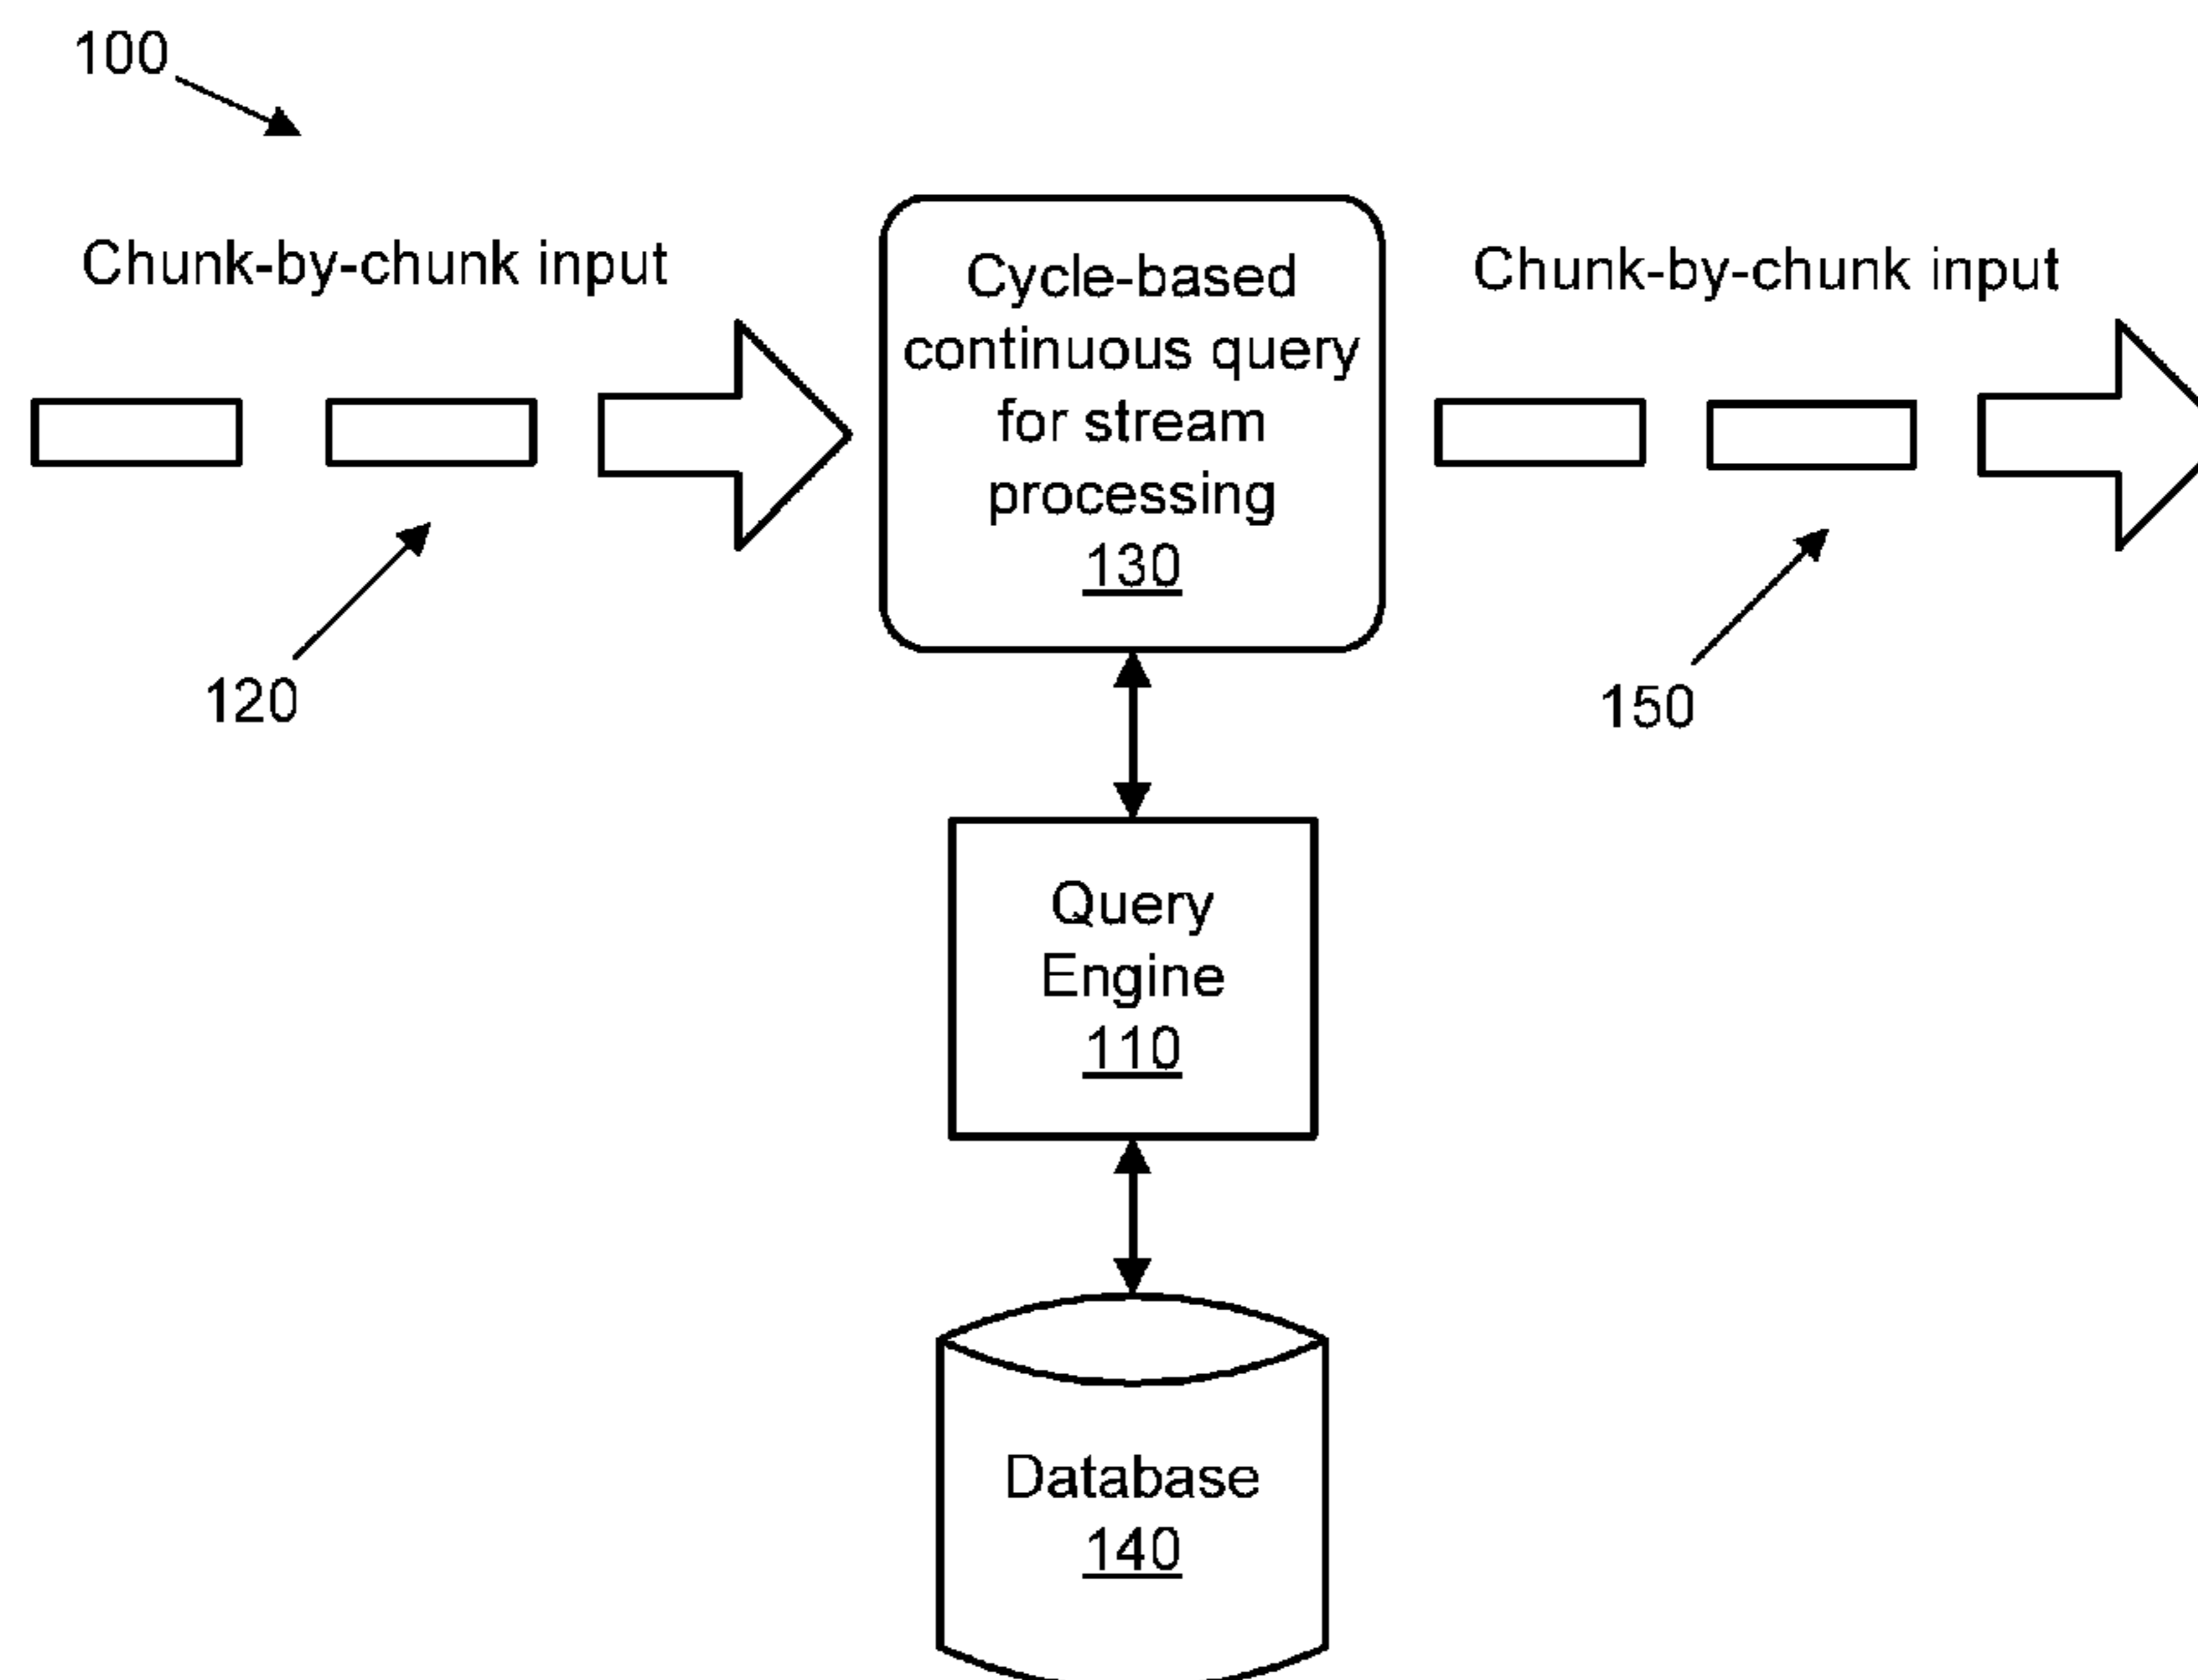 100
Chunk-by-chunk input
Cycle-based
continuous query
for stream
processing
130
Chunk-by-chunk input
120
150
Query
Engine
110
Database
140